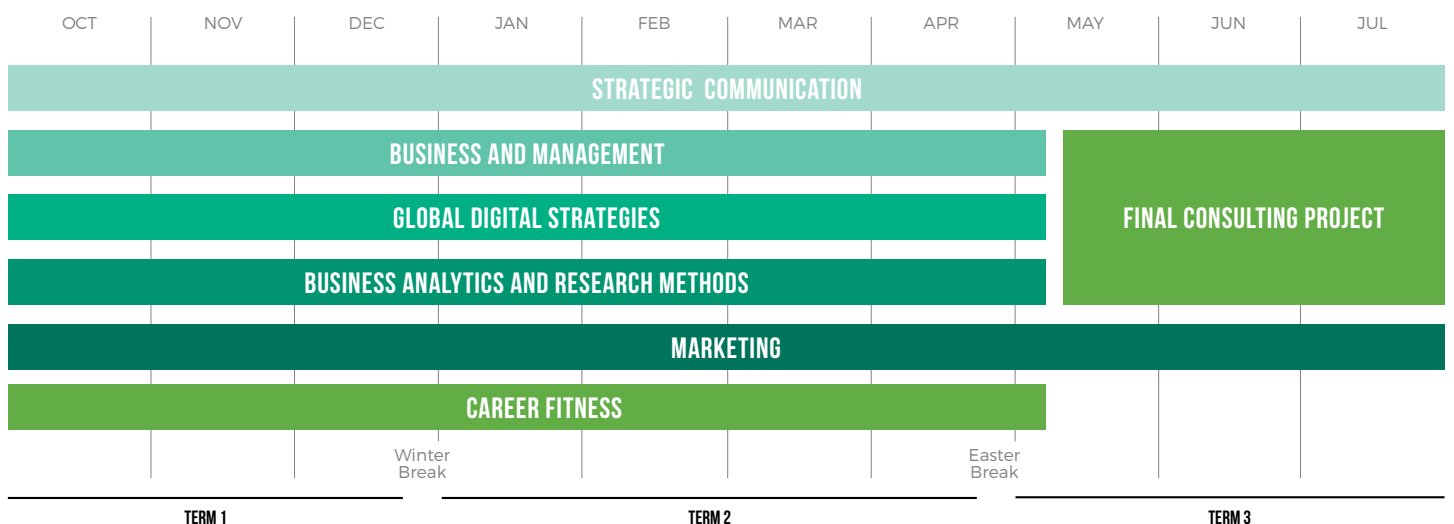 OCT NOV DEC JAN FEB MAR APR MAY JUN JUL
STRATEGIC COMMUNICATION
BUSINESS AND MANAGEMENT
GLOBAL DIGITAL STRATEGIES
FINAL CONSULTING PROJECT
BUSINESS ANALYTICS AND RESEARCH METHODS
MARKETING
CAREER FITNESS
Winter
Break
Easter
Break
TERM 1 TERM 2 TERM 3